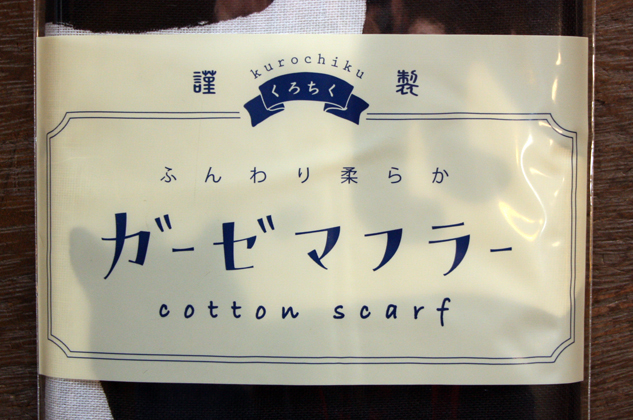 kurochiku
謹 くろちく 製
ふんわり柔らか
ガーゼマフラー
cotton scarf